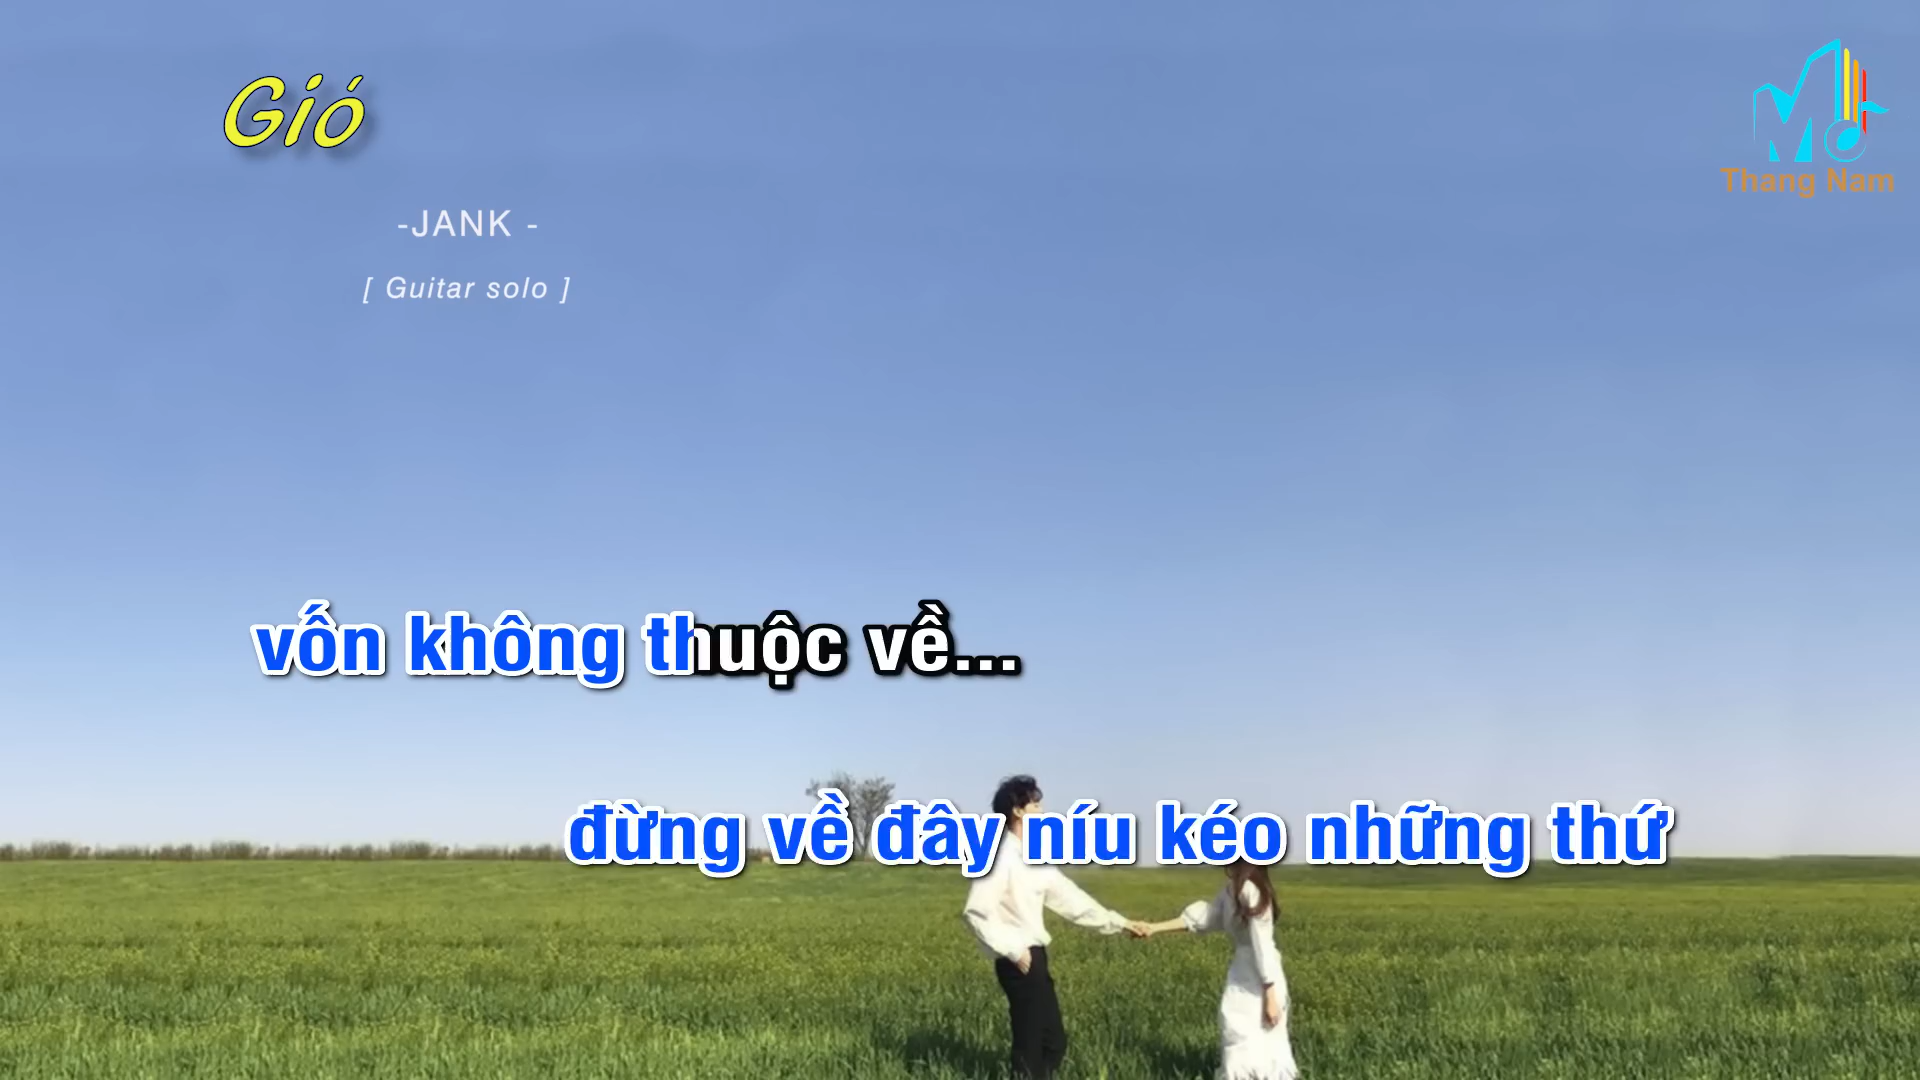 Gió
Thang Nam
-JANK -
[ Guitar solo ]
vốn không thuộc về...
đừng về đây níu kéo những thứ